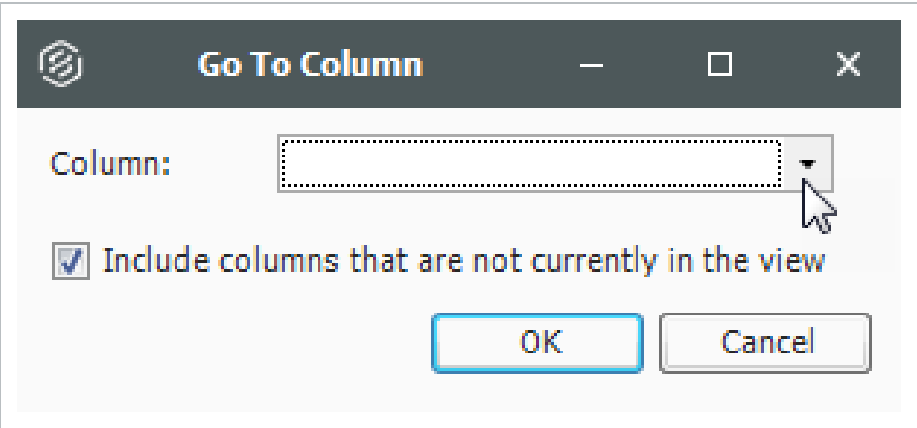 Go To Column
Column:
Include columns that are not currently in the view
OK Cancel